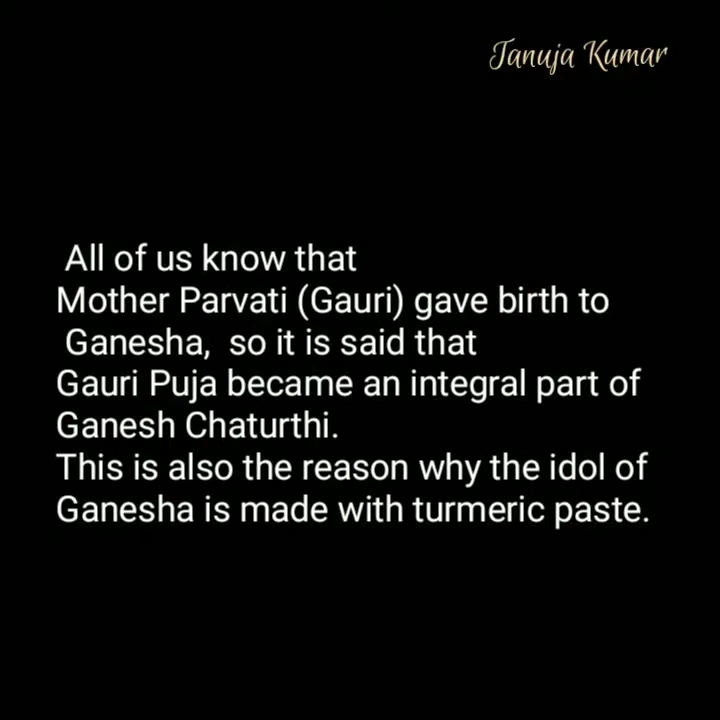 Tanuja Kumar
All of us know that
Mother Parvati (Gauri) gave birth to
Ganesha, so it is said that
Gauri Puja became an integral part of
Ganesh Chaturthi.
This is also the reason why the idol of
Ganesha is made with turmeric paste.